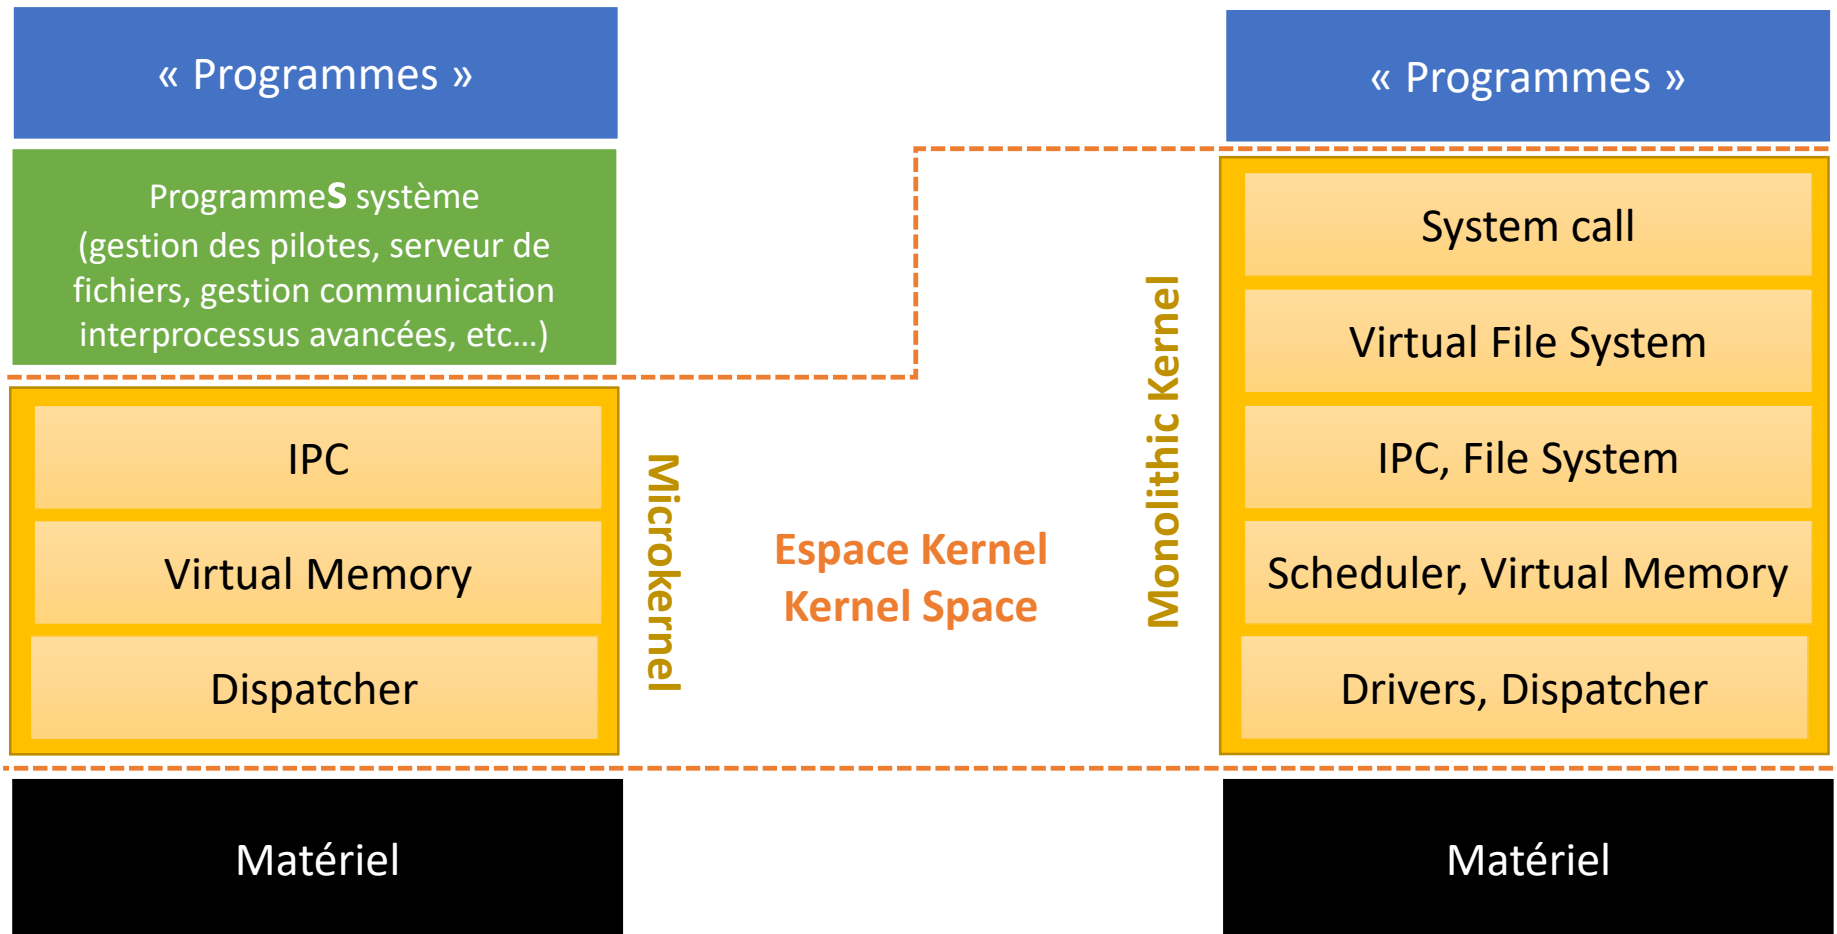 « Programmes »
ProgrammeS système
(gestion des pilotes, serveur de
fichiers, gestion communication
interprocessus avancées, etc…)
IPC
Virtual Memory
Dispatcher
Microkernel
Matériel
Espace Kernel
Kernel Space
« Programmes »
Monolithic Kernel
System call
Virtual File System
IPC, File System
Scheduler, Virtual Memory
Drivers, Dispatcher
Matériel